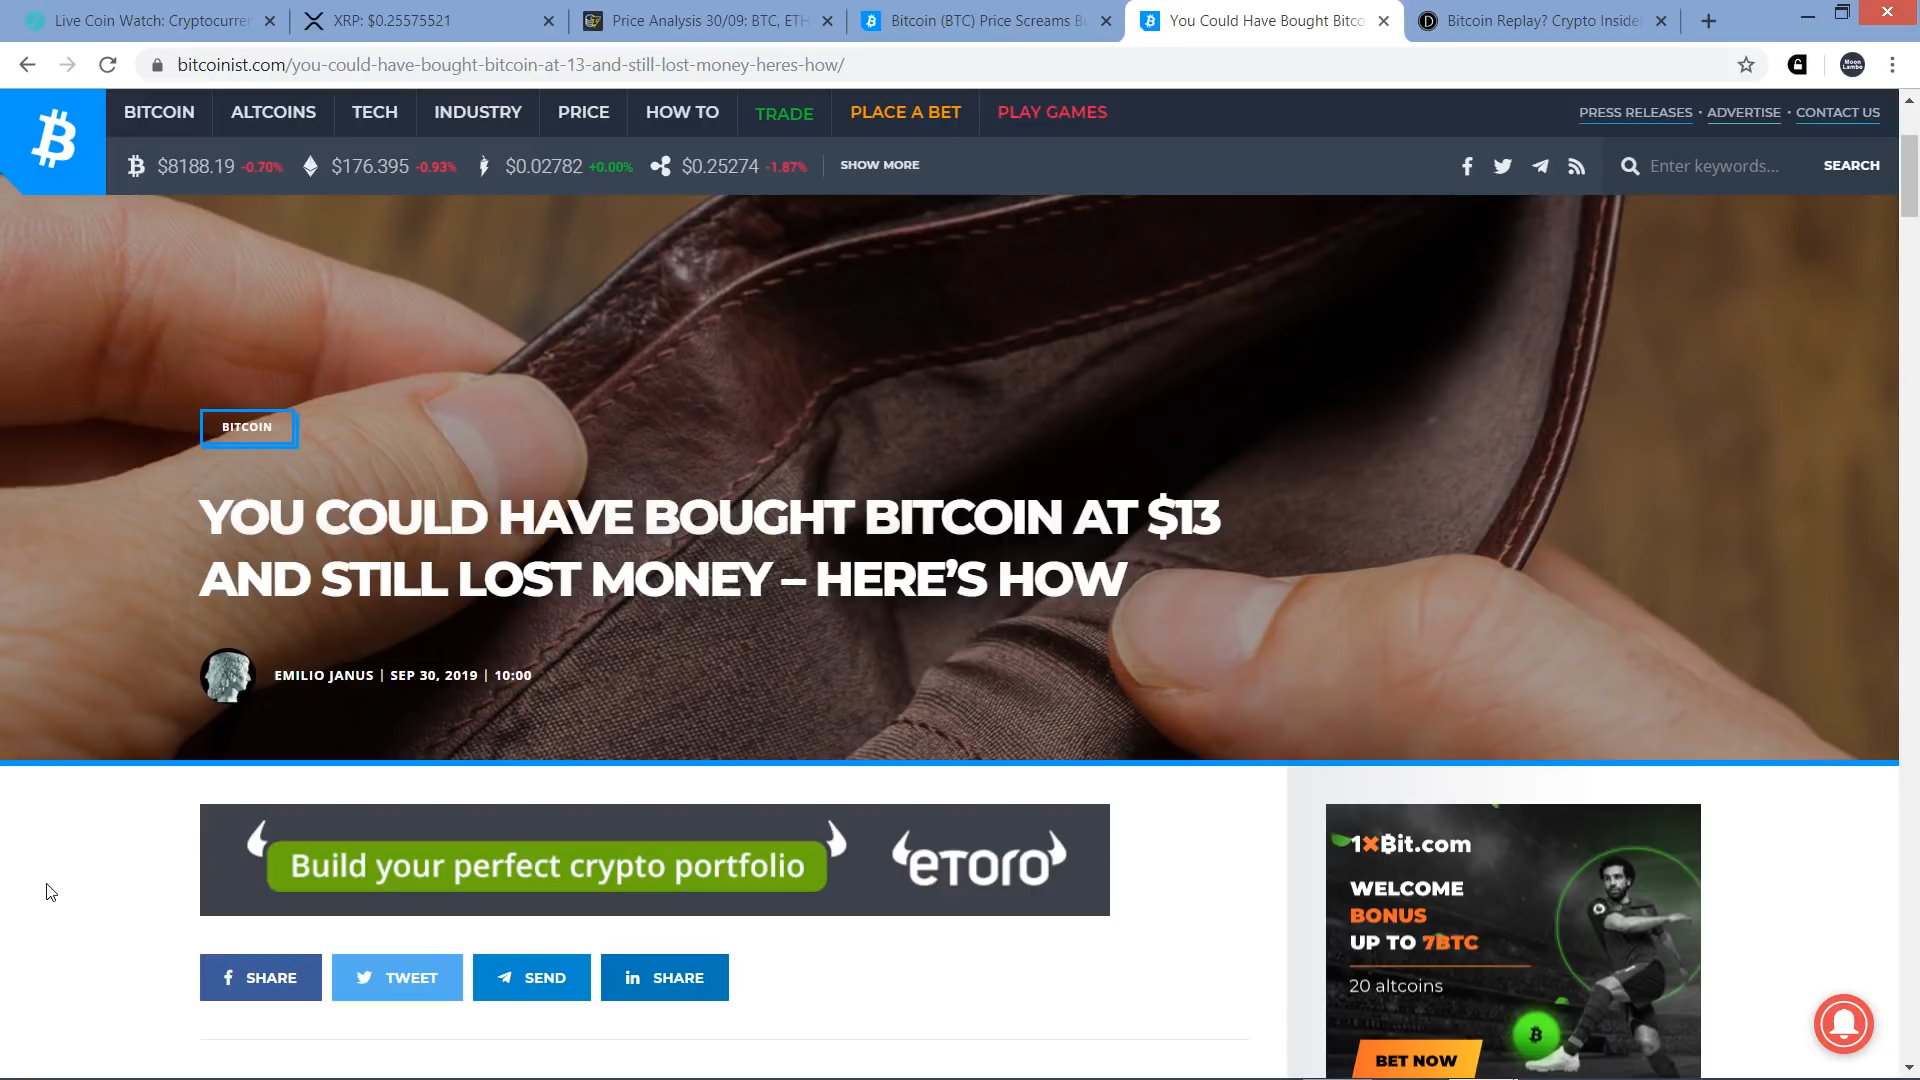 Live Coin Watch: Cryptocurren
XRP: $0.25575521
Price Analysis 30/09: BTC, ETH
Bitcoin (BTC) Price Screams Bu
You Could Have Bought Bitco
Bitcoin Replay? Crypto Insider
bitcoinist.com/you-could-have-bought-bitcoin-at-13-and-still-lost-money-heres-how/
Moon Lambo
BITCOIN ALTCOINS TECH INDUSTRY PRICE HOW TO TRADE PLACE A BET PLAY GAMES
PRESS RELEASES • ADVERTISE • CONTACT US
$8188.19 -0.70% $176.395 -0.93% $0.02782 +0.00% $0.25274 -1.87% SHOW MORE
Enter keywords... SEARCH
BITCOIN
YOU COULD HAVE BOUGHT BITCOIN AT $13
AND STILL LOST MONEY – HERE'S HOW
EMILIO JANUS | SEP 30, 2019 | 10:00
Build your perfect crypto portfolio
eToro
SHARE TWEET SEND SHARE
1xBit.com
WELCOME
BONUS
UP TO 7BTC
20 altcoins
BET NOW